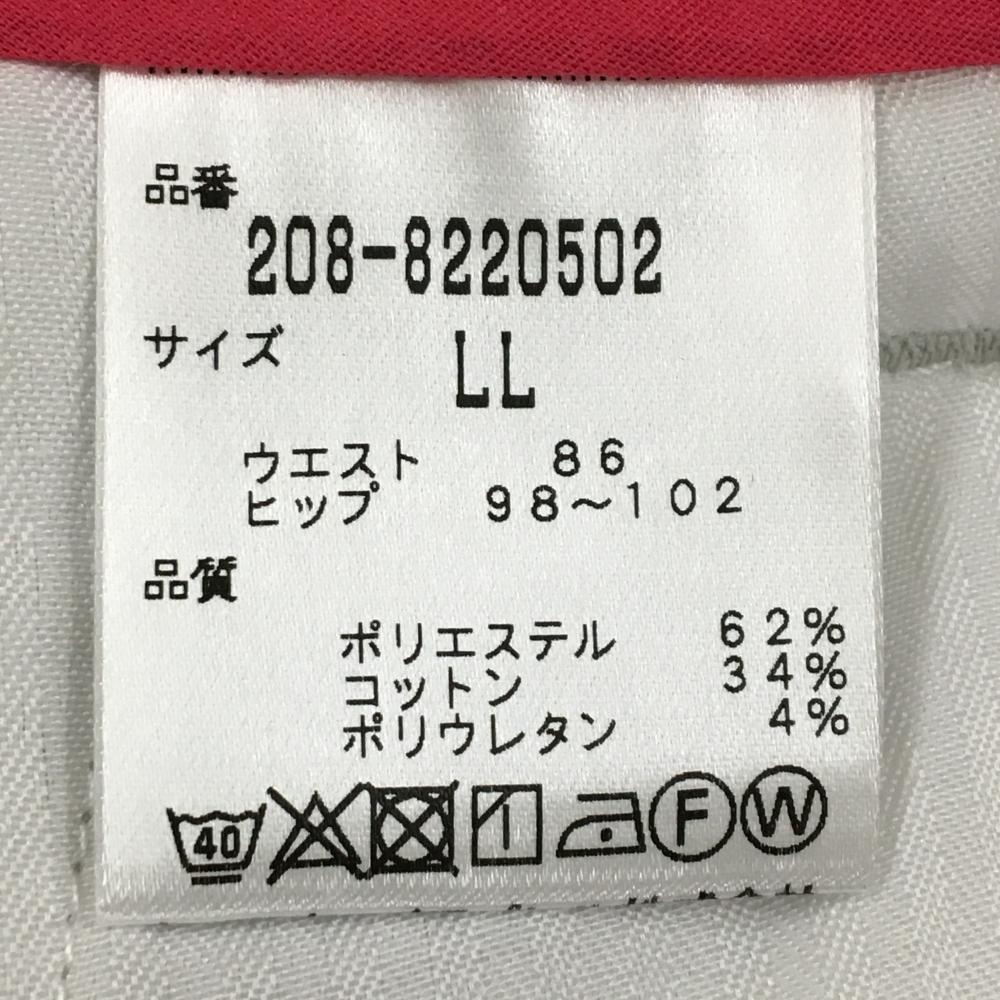 品番
208-8220502
サイズ LL
ウエスト 86
ヒップ 98～102
品質
ポリエステル 62%
コットン 34%
ポリウレタン 4%
40 F W